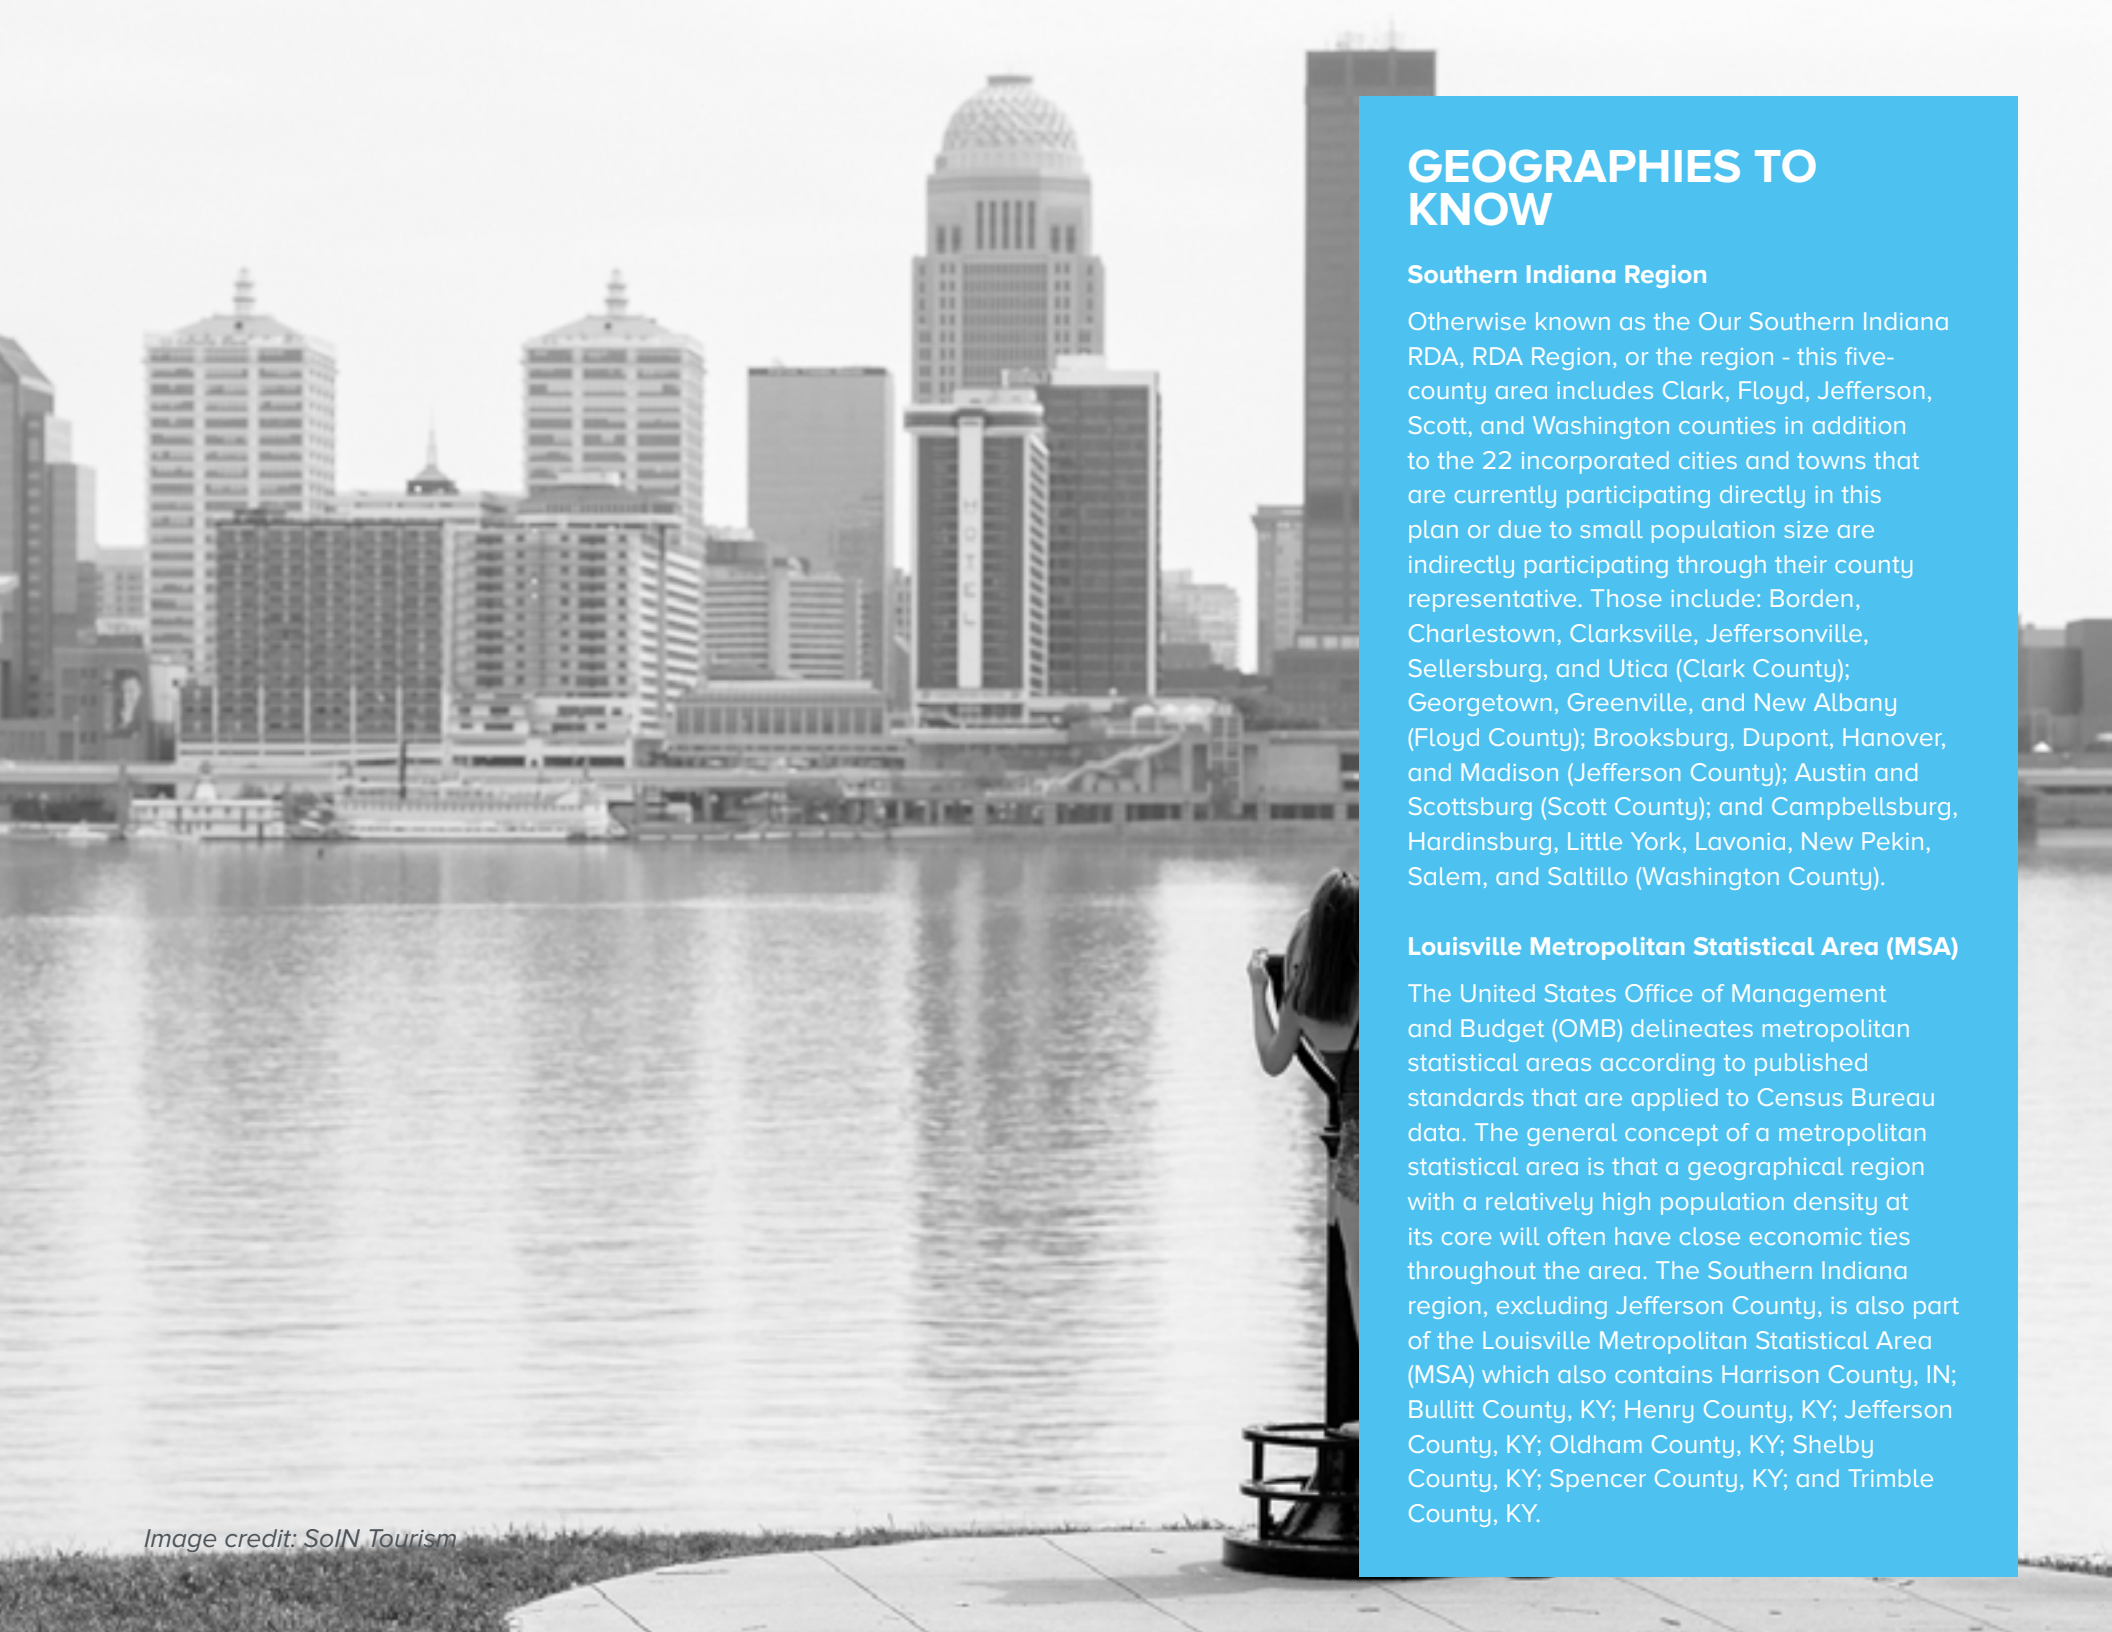 GEOGRAPHIES TO
KNOW
Southern Indiana Region
Otherwise known as the Our Southern Indiana
RDA, RDA Region, or the region - this five-
county area includes Clark, Floyd, Jefferson,
Scott, and Washington counties in addition
to the 22 incorporated cities and towns that
are currently participating directly in this
plan or due to small population size are
indirectly participating through their county
representative. Those include: Borden,
Charlestown, Clarksville, Jeffersonville,
Sellersburg, and Utica (Clark County);
Georgetown, Greenville, and New Albany
(Floyd County); Brooksburg, Dupont, Hanover,
and Madison (Jefferson County); Austin and
Scottsburg (Scott County); and Campbellsburg,
Hardinsburg, Little York, Lavonia, New Pekin,
Salem, and Saltillo (Washington County).
Louisville Metropolitan Statistical Area (MSA)
The United States Office of Management
and Budget (OMB) delineates metropolitan
statistical areas according to published
standards that are applied to Census Bureau
data. The general concept of a metropolitan
statistical area is that a geographical region
with a relatively high population density at
its core will often have close economic ties
throughout the area. The Southern Indiana
region, excluding Jefferson County, is also part
of the Louisville Metropolitan Statistical Area
(MSA) which also contains Harrison County, IN;
Bullitt County, KY; Henry County, KY; Jefferson
County, KY; Oldham County, KY; Shelby
County, KY; Spencer County, KY; and Trimble
County, KY.
HOTEL
Image credit: SoIN Tourism